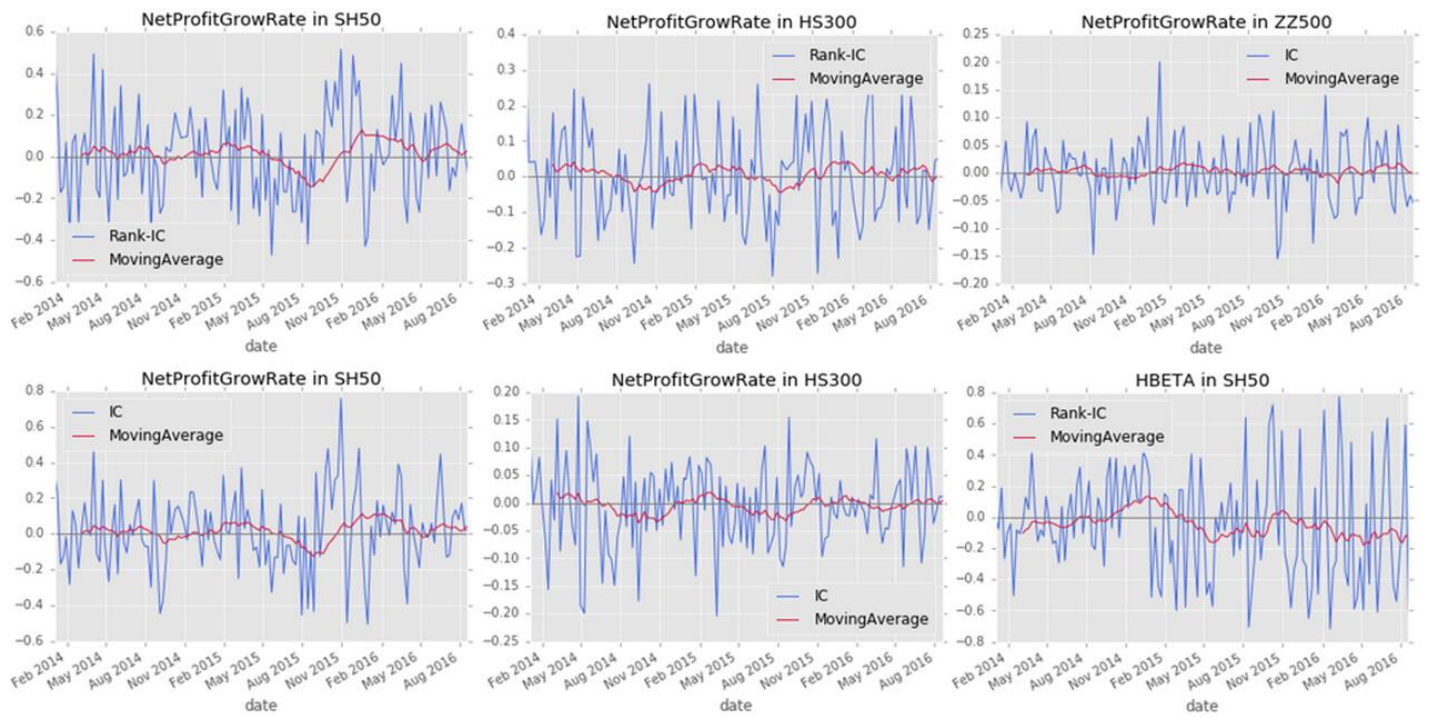 NetProfitGrowRate in SH50
0.6
0.4
0.2
0.0
−0.2
−0.4
−0.6
Rank-IC
MovingAverage
Feb 2014
May 2014
Aug 2014
Nov 2014
Feb 2015
May 2015
Aug 2015
Nov 2015
Feb 2016
May 2016
Aug 2016
date
NetProfitGrowRate in HS300
0.4
0.3
0.2
0.1
0.0
−0.1
−0.2
−0.3
Rank-IC
MovingAverage
Feb 2014
May 2014
Aug 2014
Nov 2014
Feb 2015
May 2015
Aug 2015
Nov 2015
Feb 2016
May 2016
Aug 2016
date
NetProfitGrowRate in ZZ500
0.25
0.20
0.15
0.10
0.05
0.00
−0.05
−0.10
−0.15
−0.20
IC
MovingAverage
Feb 2014
May 2014
Aug 2014
Nov 2014
Feb 2015
May 2015
Aug 2015
Nov 2015
Feb 2016
May 2016
Aug 2016
date
NetProfitGrowRate in SH50
0.8
0.6
0.4
0.2
0.0
−0.2
−0.4
−0.6
IC
MovingAverage
Feb 2014
May 2014
Aug 2014
Nov 2014
Feb 2015
May 2015
Aug 2015
Nov 2015
Feb 2016
May 2016
Aug 2016
date
NetProfitGrowRate in HS300
0.20
0.15
0.10
0.05
0.00
−0.05
−0.10
−0.15
−0.20
−0.25
IC
MovingAverage
Feb 2014
May 2014
Aug 2014
Nov 2014
Feb 2015
May 2015
Aug 2015
Nov 2015
Feb 2016
May 2016
Aug 2016
date
HBETA in SH50
0.8
0.6
0.4
0.2
0.0
−0.2
−0.4
−0.6
−0.8
Rank-IC
MovingAverage
Feb 2014
May 2014
Aug 2014
Nov 2014
Feb 2015
May 2015
Aug 2015
Nov 2015
Feb 2016
May 2016
Aug 2016
date